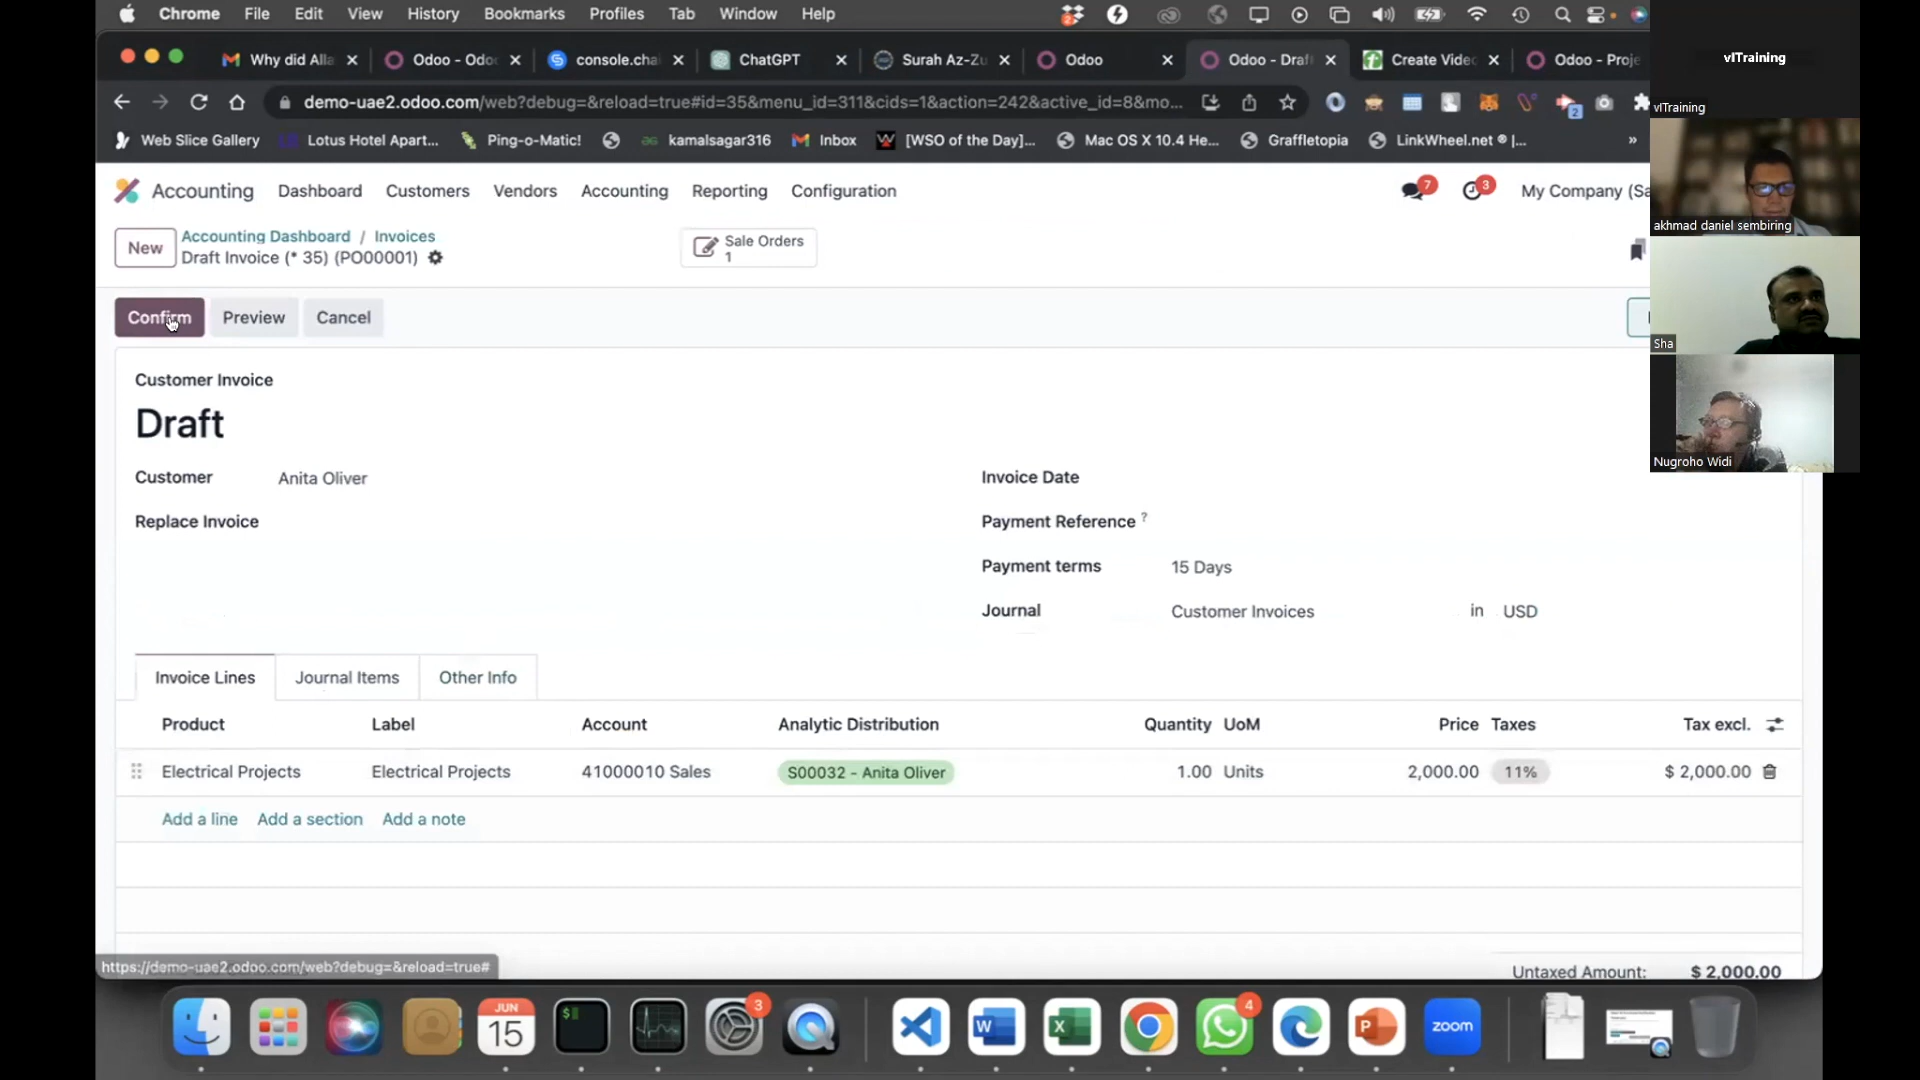 Chrome File Edit View History Bookmarks Profiles Tab Window Help
Why did Alla
Odoo - Odoo
console.chai
ChatGPT
Surah Az-Zu
Odoo
Odoo - Draf
Create Videc
Odoo - Proje
demo-uae2.odoo.com/web?debug=&reload=true#id=35&menu_id=311&cids=1&action=242&active_id=8&mo...
2
Web Slice Gallery
Lotus Hotel Apart...
Ping-o-Matic!
kamalsagar316
Inbox
[WSO of the Day]...
Mac OS X 10.4 He...
Graffletopia
LinkWheel.net ® |...
»
Accounting Dashboard Customers Vendors Accounting Reporting Configuration
7
3
My Company (Sa
New
Accounting Dashboard / Invoices
Draft Invoice (* 35) (PO00001)
Sale Orders
1
Confirm Preview Cancel
Customer Invoice
Draft
Customer Anita Oliver
Replace Invoice
Invoice Date
Payment Reference ?
Payment terms 15 Days
Journal Customer Invoices in USD
Invoice Lines Journal Items Other Info
Product Label Account Analytic Distribution Quantity UoM Price Taxes Tax excl.
Electrical Projects Electrical Projects 41000010 Sales S00032 - Anita Oliver 1.00 Units 2,000.00 11% $ 2,000.00
Add a line Add a section Add a note
Untaxed Amount: $ 2,000.00
https://demo-uae2.odoo.com/web?debug=&reload=true#
JUN
15
$
3
W
X
4
P
zoom
vlTraining
vlTraining
akhmad daniel sembiring
Sha
Nugroho Widi